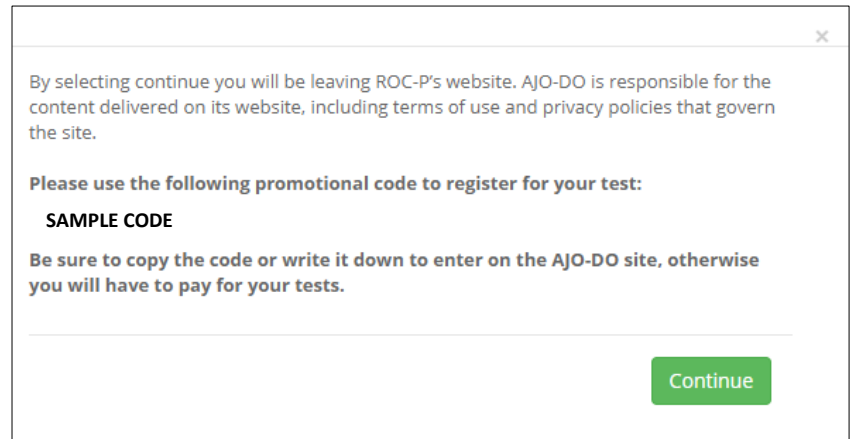 ×
By selecting continue you will be leaving ROC-P's website. AJO-DO is responsible for the
content delivered on its website, including terms of use and privacy policies that govern
the site.
Please use the following promotional code to register for your test:
SAMPLE CODE
Be sure to copy the code or write it down to enter on the AJO-DO site, otherwise
you will have to pay for your tests.
Continue